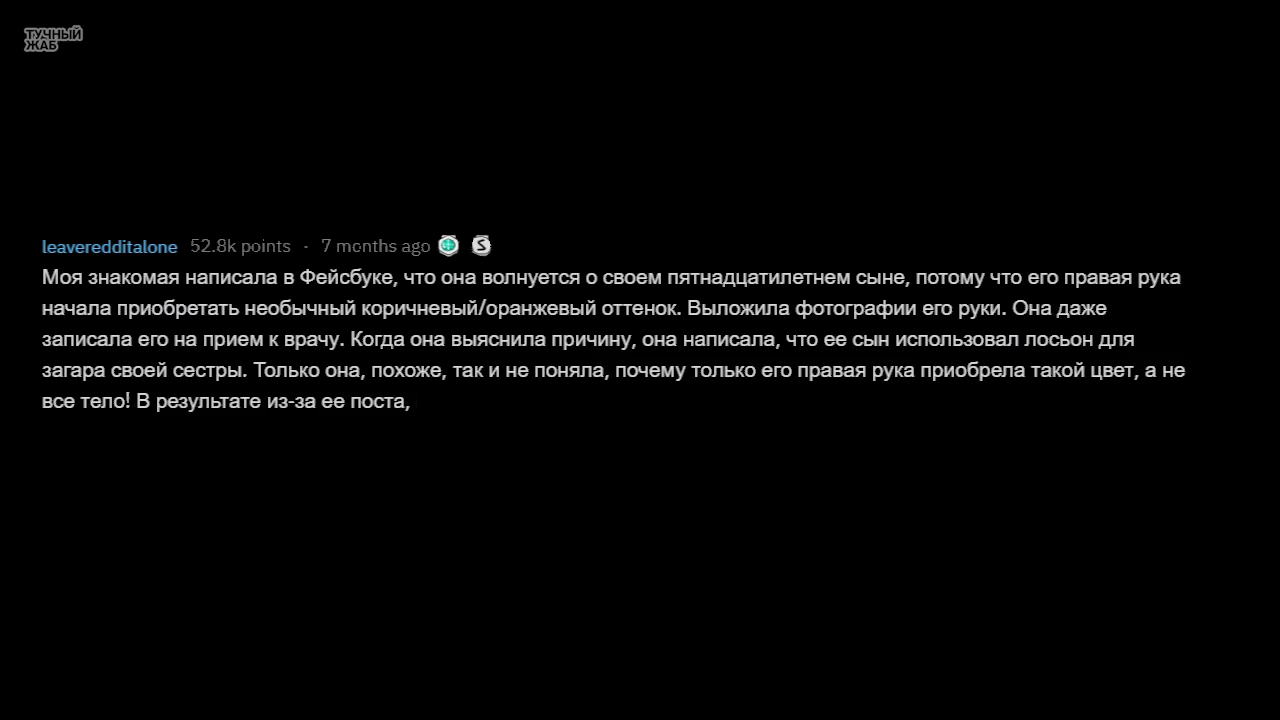 ТУЧНЫЙ
ЖАБ
leaveredditalone 52.8k points · 7 months ago
Моя знакомая написала в Фейсбуке, что она волнуется о своем пятнадцатилетнем сыне, потому что его правая рука
начала приобретать необычный коричневый/оранжевый оттенок. Выложила фотографии его руки. Она даже
записала его на прием к врачу. Когда она выяснила причину, она написала, что ее сын использовал лосьон для
загара своей сестры. Только она, похоже, так и не поняла, почему только его правая рука приобрела такой цвет, а не
все тело! В результате из-за ее поста,